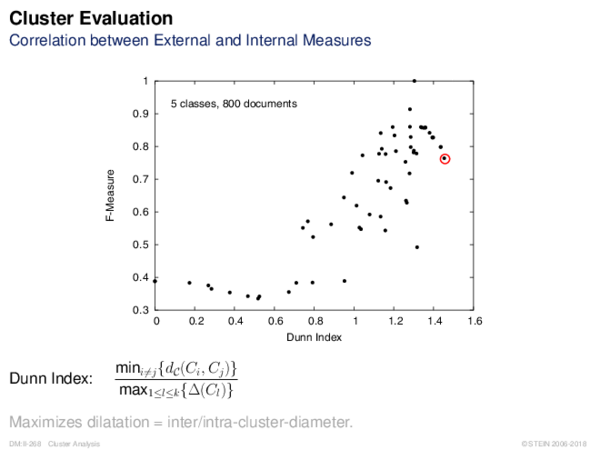 Cluster Evaluation
Correlation between External and Internal Measures
5 classes, 800 documents
F-Measure
1
0.9
0.8
0.7
0.6
0.5
0.4
0.3
0 0.2 0.4 0.6 0.8 1 1.2 1.4 1.6
Dunn Index
Dunn Index: min_{i≠j}{d_𝒞(C_i, C_j)}
max_{1≤l≤k}{Δ(C_l)}
Maximizes dilatation = inter/intra-cluster-diameter.
DM:II-268 Cluster Analysis ©STEIN 2006-2018